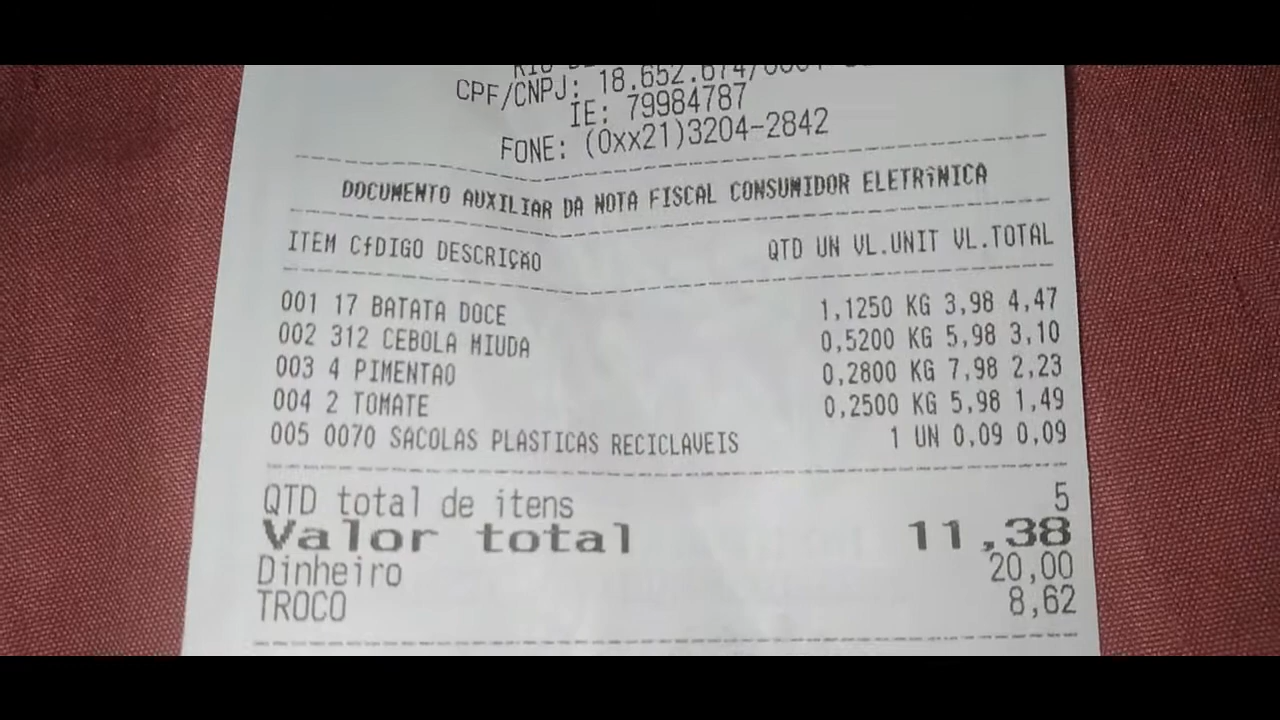 CPF/CNPJ: 18.652.674/0001
IE: 79984787
FONE: (0xx21)3204-2842
DOCUMENTO AUXILIAR DA NOTA FISCAL CONSUMIDOR ELETRîNICA
ITEM CƒDIGO DESCRIÇÃO QTD UN VL.UNIT VL.TOTAL
001 17 BATATA DOCE 1,1250 KG 3,98 4,47
002 312 CEBOLA MIUDA 0,5200 KG 5,98 3,10
003 4 PIMENTAO 0,2800 KG 7,98 2,23
004 2 TOMATE 0,2500 KG 5,98 1,49
005 0070 SACOLAS PLASTICAS RECICLAVEIS 1 UN 0,09 0,09
QTD total de itens 5
Valor total 11,38
Dinheiro 20,00
TROCO 8,62